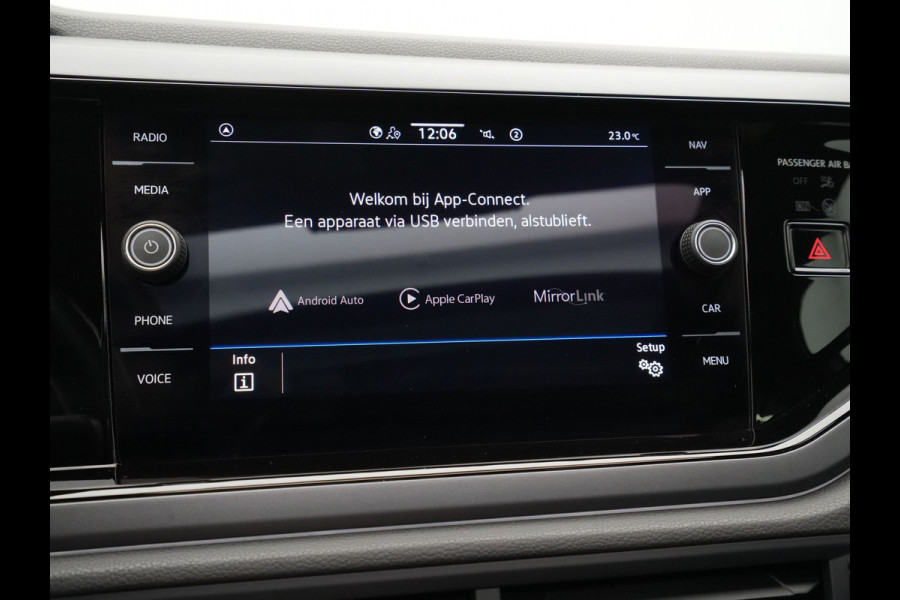 RADIO
MEDIA
PHONE
VOICE
12:06
2
23.0°C
Welkom bij App-Connect.
Een apparaat via USB verbinden, alstublieft.
Android Auto
Apple CarPlay
MirrorLink
Info
Setup
NAV
APP
CAR
MENU
PASSENGER AIR
OFF